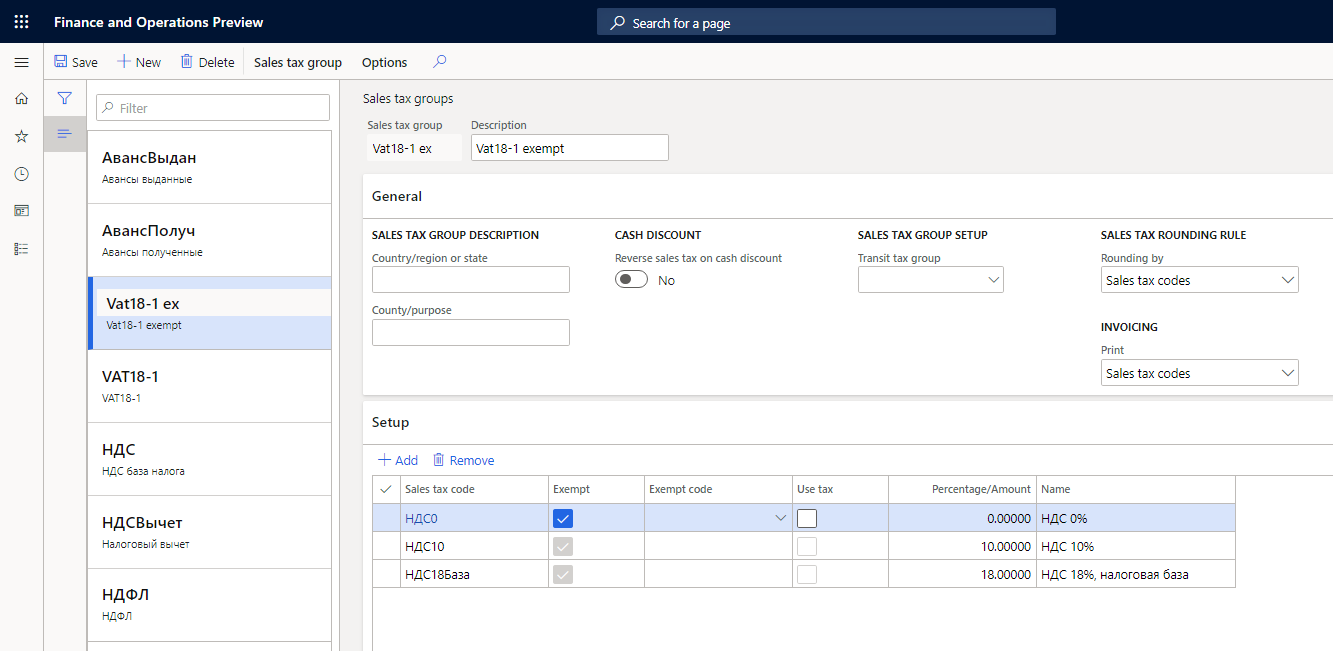 Finance and Operations Preview
Search for a page
Save New Delete Sales tax group Options
Filter
АвансВыдан
Авансы выданные
АвансПолуч
Авансы полученные
Vat18-1 ex
Vat18-1 exempt
VAT18-1
VAT18-1
НДС
НДС база налога
НДСВычет
Налоговый вычет
НДФЛ
НДФЛ
Sales tax groups
Sales tax group Description
Vat18-1 ex Vat18-1 exempt
General
SALES TAX GROUP DESCRIPTION CASH DISCOUNT SALES TAX GROUP SETUP SALES TAX ROUNDING RULE
Country/region or state Reverse sales tax on cash discount Transit tax group Rounding by
No Sales tax codes
County/purpose
INVOICING
Print
Sales tax codes
Setup
Add Remove
Sales tax code Exempt Exempt code Use tax Percentage/Amount Name
НДС0 0.00000 НДС 0%
НДС10 10.00000 НДС 10%
НДС18База 18.00000 НДС 18%, налоговая база